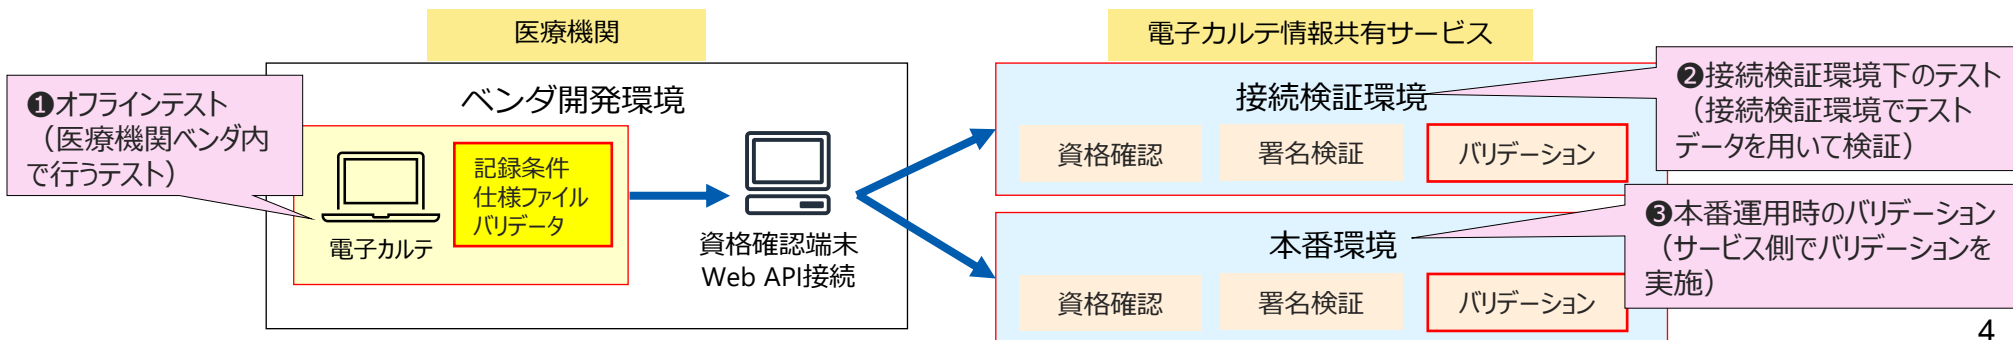 医療機関
電子カルテ情報共有サービス
❶オフラインテスト
（医療機関ベンダ内
で行うテスト）
ベンダ開発環境
電子カルテ
記録条件
仕様ファイル
バリデータ
資格確認端末
Web API接続
接続検証環境
資格確認
署名検証
バリデーション
❷接続検証環境下のテスト
（接続検証環境でテスト
データを用いて検証）
本番環境
資格確認
署名検証
バリデーション
❸本番運用時のバリデーション
（サービス側でバリデーションを
実施）
4